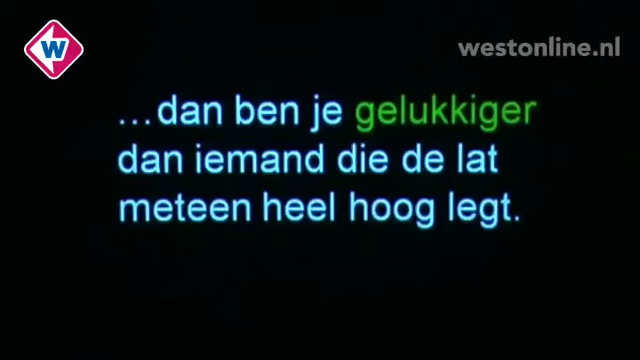 W
westonline.nl
...dan ben je gelukkiger
dan iemand die de lat
meteen heel hoog legt.